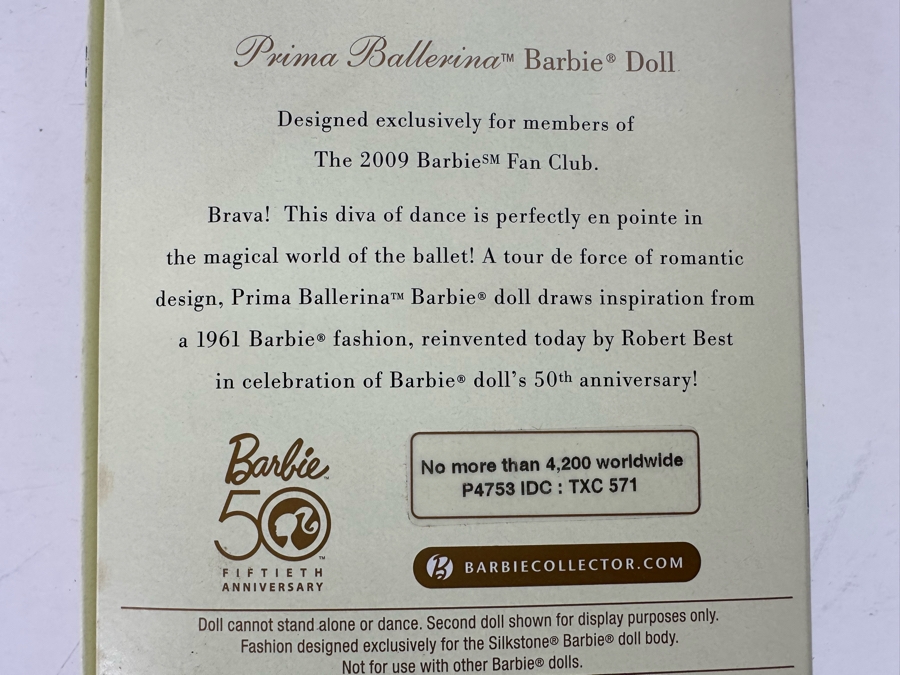 Prima Ballerina™ Barbie® Doll
Designed exclusively for members of
The 2009 Barbie℠ Fan Club.
Brava! This diva of dance is perfectly en pointe in
the magical world of the ballet! A tour de force of romantic
design, Prima Ballerina™ Barbie® doll draws inspiration from
a 1961 Barbie® fashion, reinvented today by Robert Best
in celebration of Barbie® doll's 50th anniversary!
Barbie™
50™
FIFTIETH
ANNIVERSARY
No more than 4,200 worldwide
P4753 IDC : TXC 571
B BARBIECOLLECTOR.COM
Doll cannot stand alone or dance. Second doll shown for display purposes only.
Fashion designed exclusively for the Silkstone® Barbie® doll body.
Not for use with other Barbie® dolls.